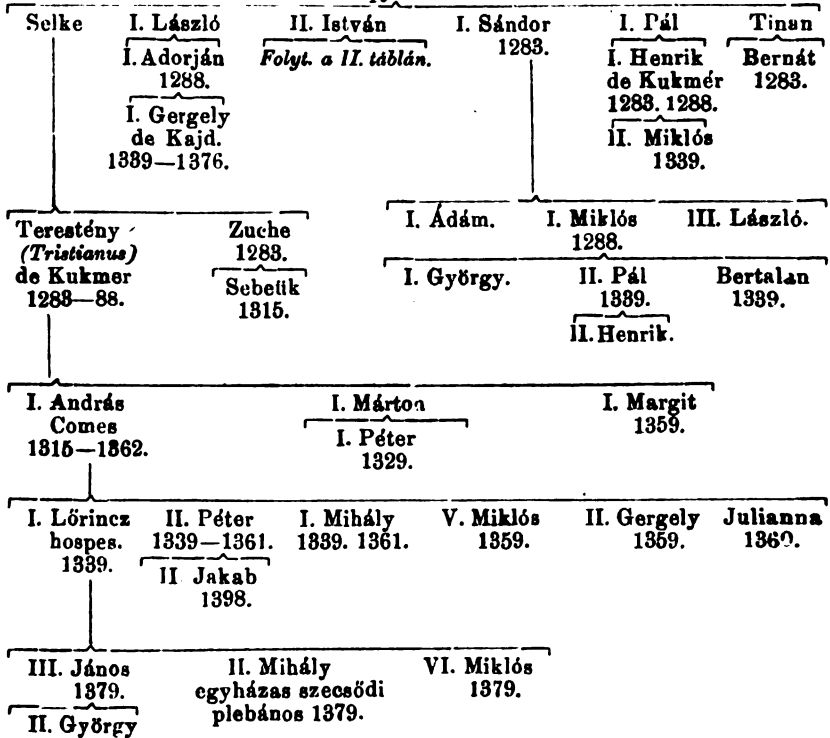 Selke I. László II. István I. Sándor I. Pál Tinan
I. Adorján Folyt. a II. táblán. 1283. I. Henrik Bernát
1288. de Kukmér 1283.
I. Gergely 1283. 1288.
de Kajd. II. Miklós
1339—1376. 1339.
Terestény Zuche I. Ádám. I. Miklós III. László.
(Tristianus) 1283. 1288.
de Kukmer Sebetik I. György. II. Pál Bertalan
1283—88. 1315. 1339. 1339.
II. Henrik.
I. András I. Márton I. Margit
Comes I. Péter 1359.
1315—1362. 1329.
I. Lőrincz II. Péter I. Mihály V. Miklós II. Gergely Julianna
hospes. 1339—1361. 1339. 1361. 1359. 1359. 1360.
1339. II Jakab
1398.
III. János II. Mihály VI. Miklós
1379. egyházas szecsődi 1379.
II. György plebános 1379.